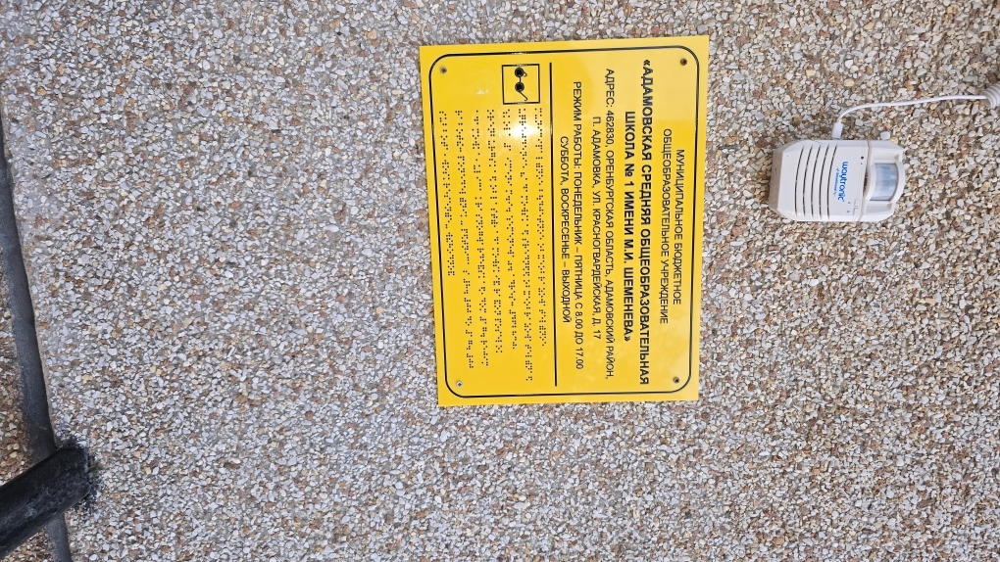 МУНИЦИПАЛЬНОЕ БЮДЖЕТНОЕ
ОБЩЕОБРАЗОВАТЕЛЬНОЕ УЧРЕЖДЕНИЕ
«АДАМОВСКАЯ СРЕДНЯЯ ОБЩЕОБРАЗОВАТЕЛЬНАЯ
ШКОЛА № 1 ИМЕНИ М.И. ШЕМЕНЕВА»
АДРЕС: 462830, ОРЕНБУРГСКАЯ ОБЛАСТЬ, АДАМОВСКИЙ РАЙОН,
П. АДАМОВКА, УЛ. КРАСНОГВАРДЕЙСКАЯ, Д. 17
РЕЖИМ РАБОТЫ: ПОНЕДЕЛЬНИК – ПЯТНИЦА С 8.00 ДО 17.00
СУББОТА, ВОСКРЕСЕНЬЕ – ВЫХОДНОЙ
waytronic